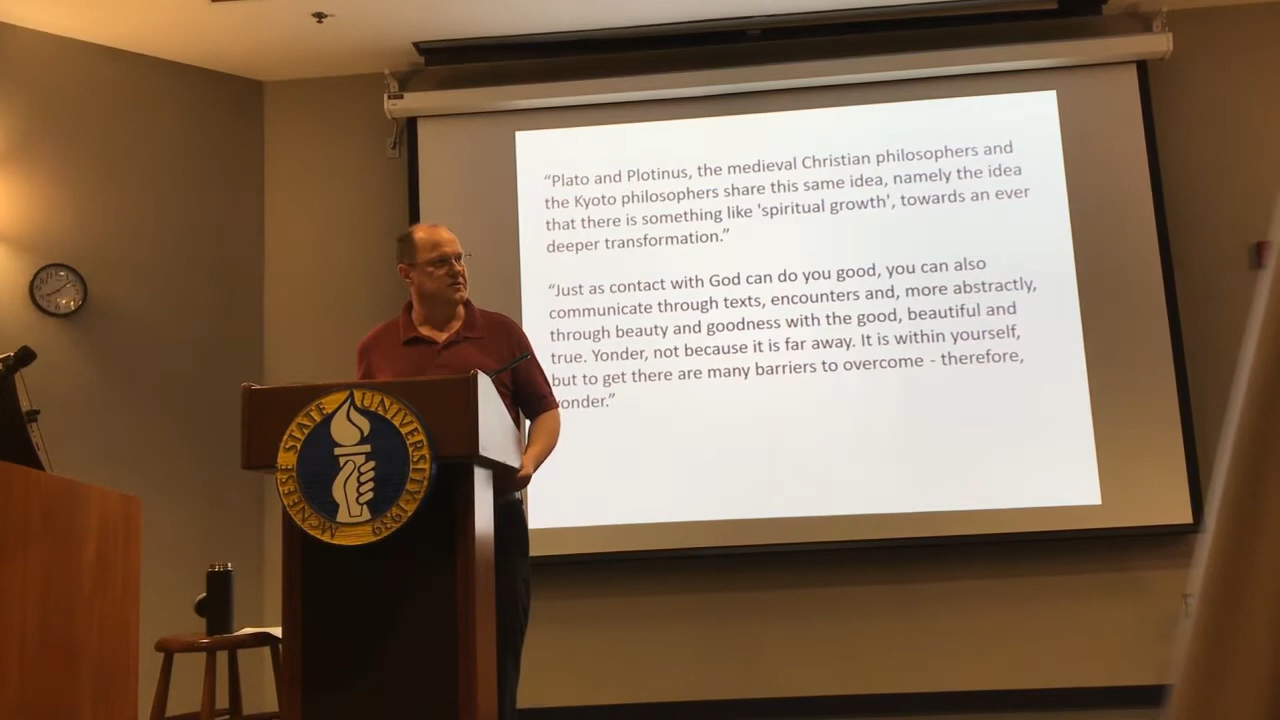 “Plato and Plotinus, the medieval Christian philosophers and
the Kyoto philosophers share this same idea, namely the idea
that there is something like 'spiritual growth', towards an ever
deeper transformation.”
“Just as contact with God can do you good, you can also
communicate through texts, encounters and, more abstractly,
through beauty and goodness with the good, beautiful and
true. Yonder, not because it is far away. It is within yourself,
but to get there are many barriers to overcome - therefore,
yonder.”
MCNEESE STATE UNIVERSITY · 1939